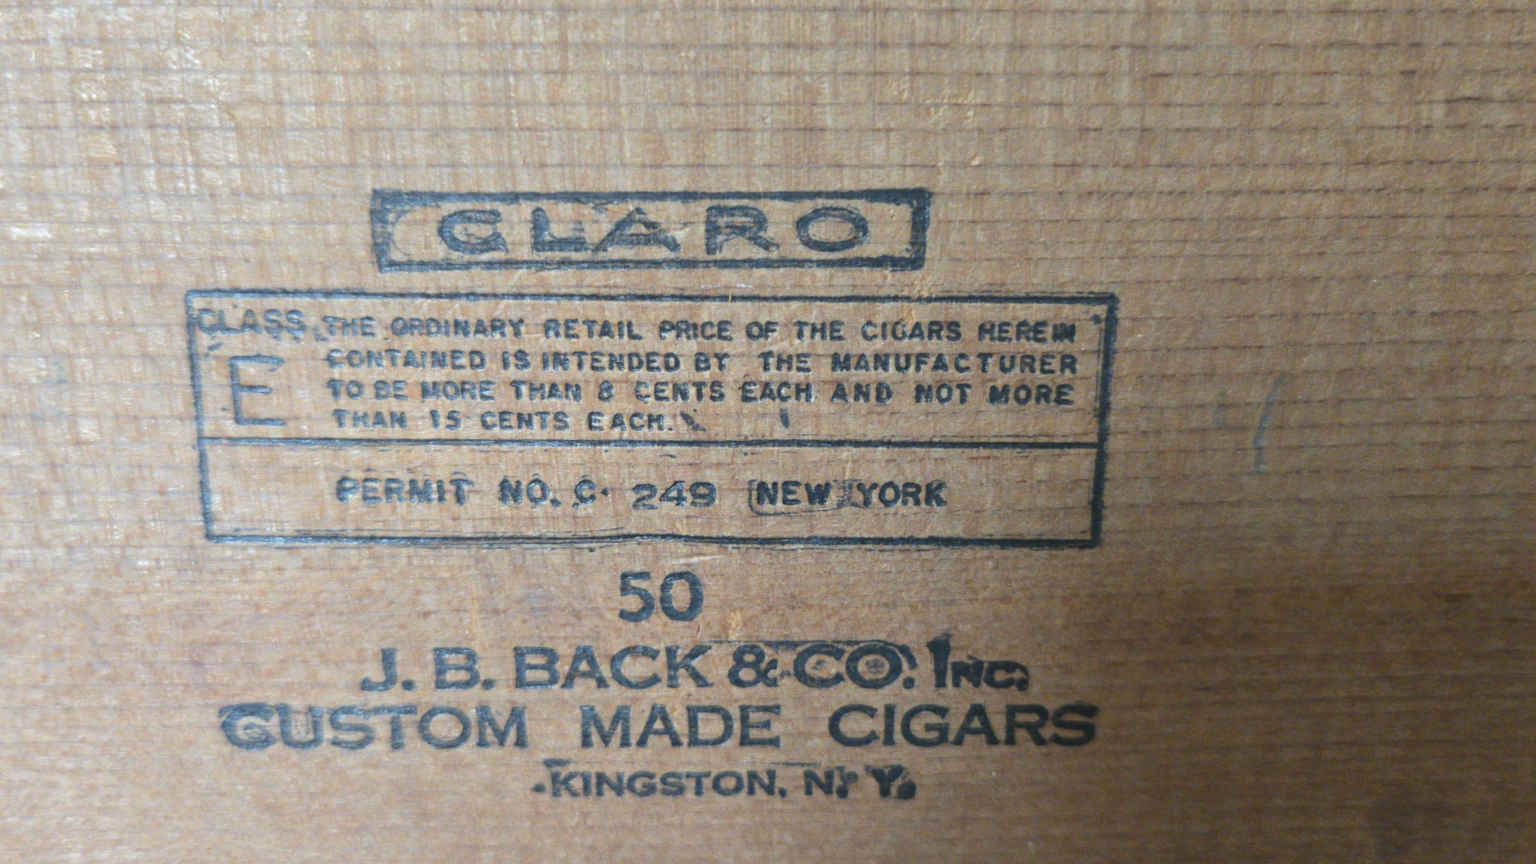 CLARO
CLASS E
THE ORDINARY RETAIL PRICE OF THE CIGARS HEREIN
CONTAINED IS INTENDED BY THE MANUFACTURER
TO BE MORE THAN 8 CENTS EACH AND NOT MORE
THAN 15 CENTS EACH.
PERMIT NO. C. 249 NEW YORK
50
J. B. BACK & CO. INC.
CUSTOM MADE CIGARS
KINGSTON, N. Y.